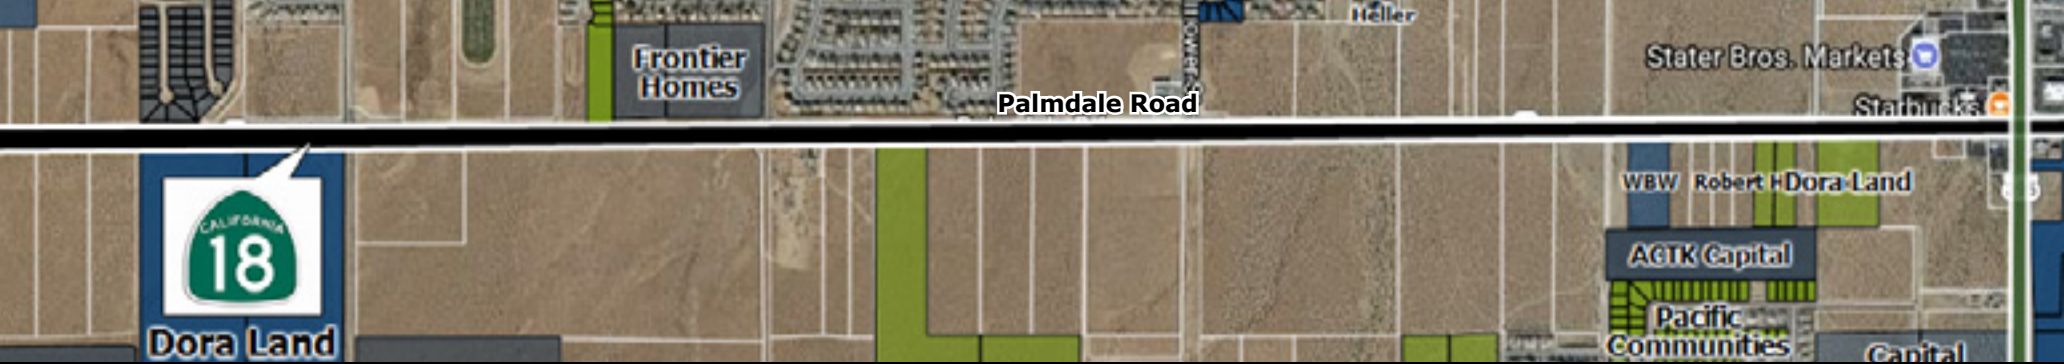 Heller
Frontier
Homes
Stater Bros. Markets
Palmdale Road
Starbucks
WBW
Robert H
Dora Land
CALIFORNIA
18
ACTK Capital
Pacific
Communities
Dora Land
Capital